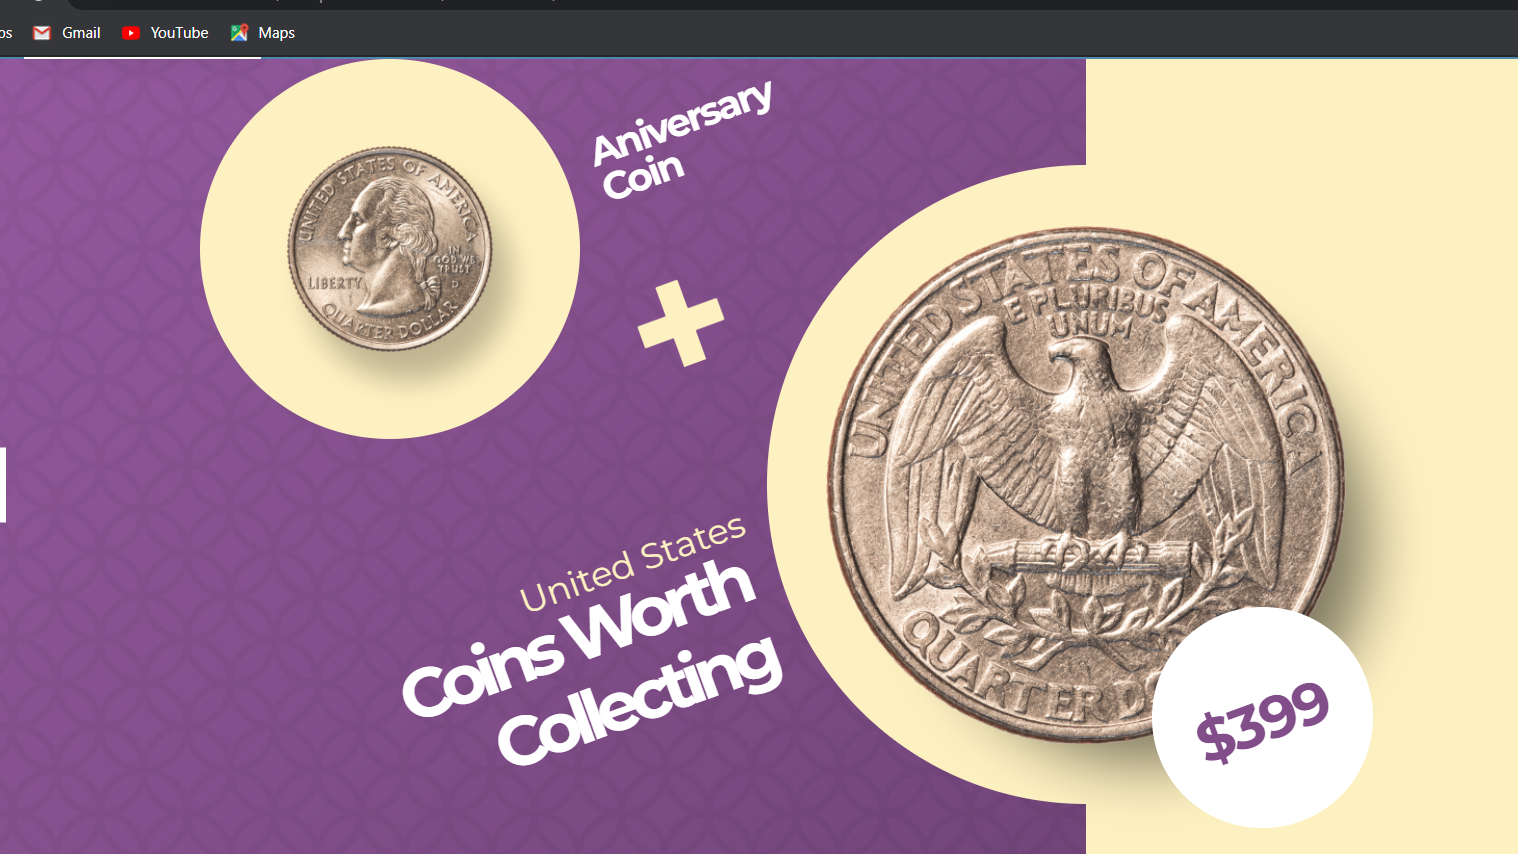 Gmail
YouTube
Maps
Aniversary
Coin
UNITED STATES OF AMERICA
IN
GOD WE
TRUST
LIBERTY
D
QUARTER DOLLAR
UNITED STATES OF AMERICA
E PLURIBUS
UNUM
QUARTER D
United States
Coins Worth
Collecting
$399